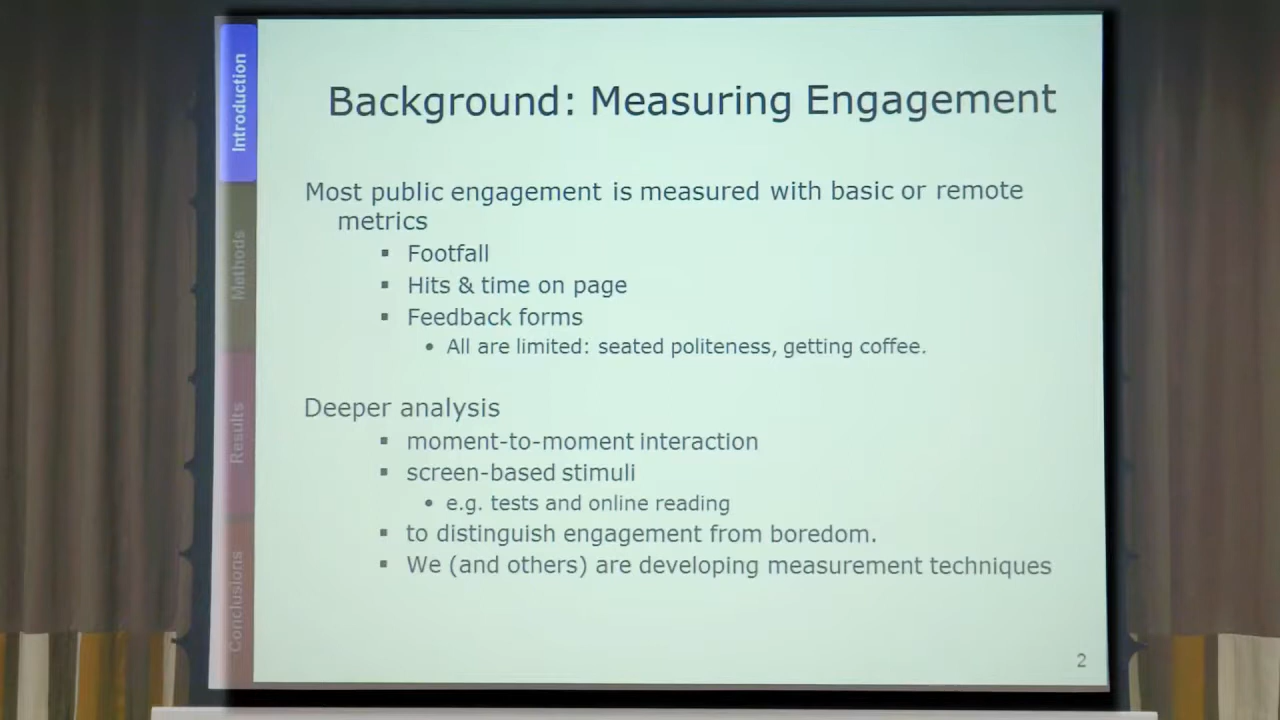 Introduction
Methods
Results
Conclusions
Background: Measuring Engagement
Most public engagement is measured with basic or remote
metrics
▪ Footfall
▪ Hits & time on page
▪ Feedback forms
• All are limited: seated politeness, getting coffee.
Deeper analysis
▪ moment-to-moment interaction
▪ screen-based stimuli
• e.g. tests and online reading
▪ to distinguish engagement from boredom.
▪ We (and others) are developing measurement techniques
2